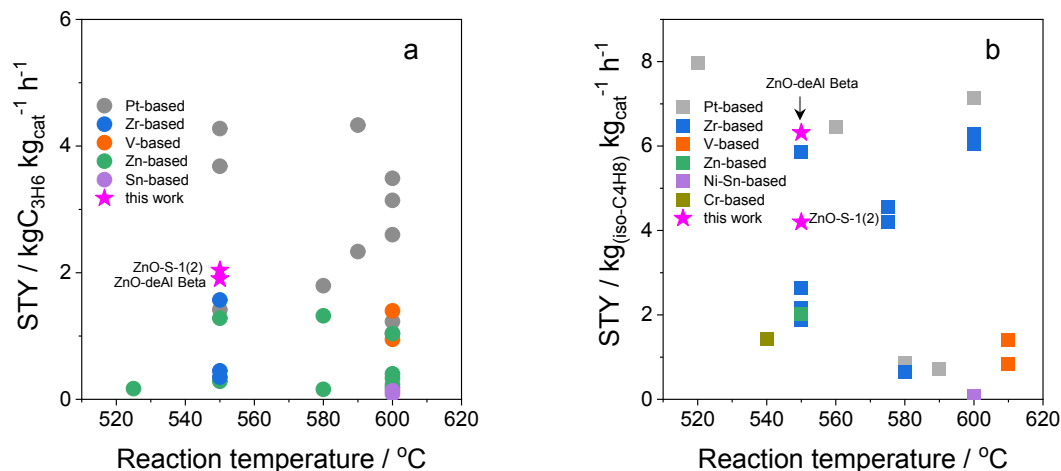 a
6
4
2
0
STY / kgC3H6 kgcat-1 h-1
Pt-based
Zr-based
V-based
Zn-based
Sn-based
this work
ZnO-S-1(2)
ZnO-deAl Beta
520 540 560 580 600 620
Reaction temperature / oC
b
8
6
4
2
0
STY / kg(iso-C4H8) kgcat-1 h-1
ZnO-deAl Beta
Pt-based
Zr-based
V-based
Zn-based
Ni-Sn-based
Cr-based
this work
ZnO-S-1(2)
520 540 560 580 600 620
Reaction temperature / oC